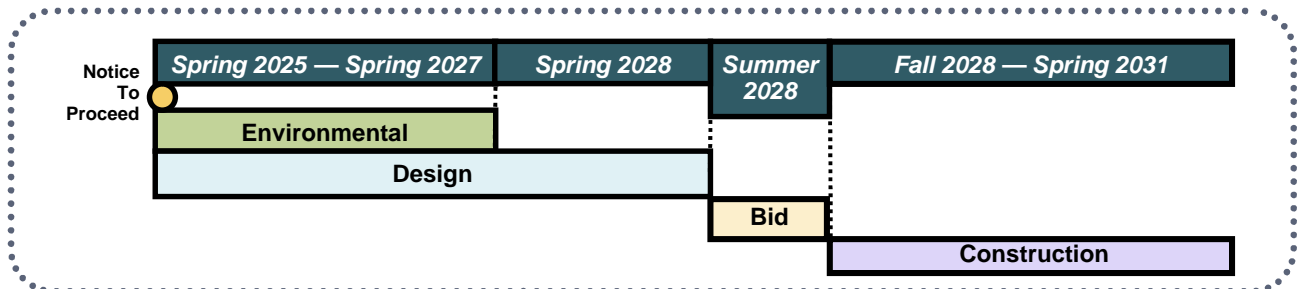 Spring 2025 — Spring 2027
Spring 2028
Summer
2028
Fall 2028 — Spring 2031
Notice
To
Proceed
Environmental
Design
Bid
Construction